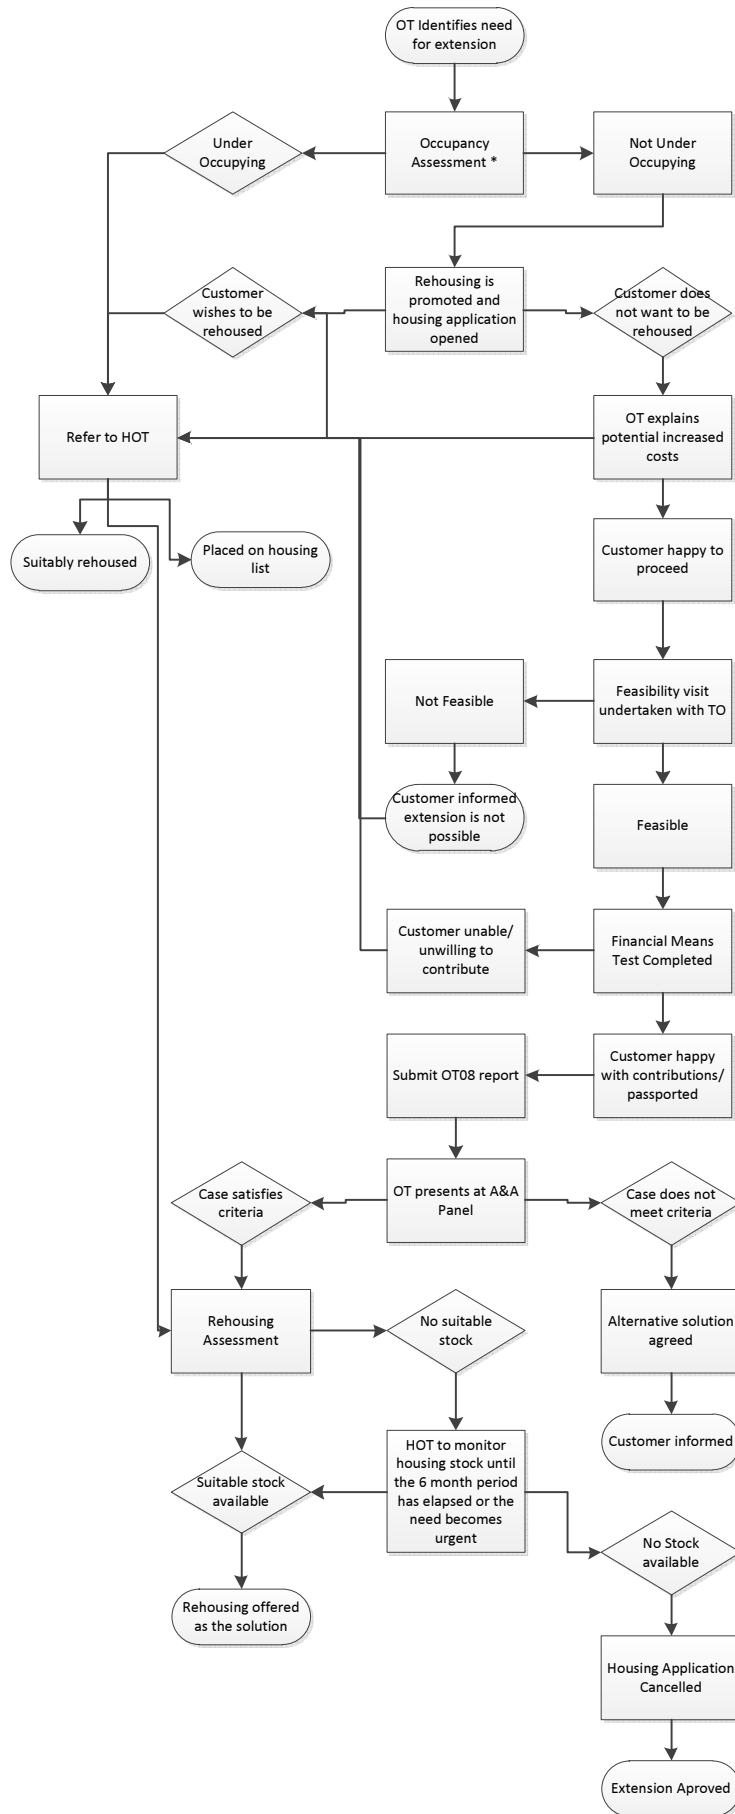 OT Identifies need
for extension
Under
Occupying
Occupancy
Assessment *
Not Under
Occupying
Customer
wishes to be
rehoused
Rehousing is
promoted and
housing application
opened
Customer does
not want to be
rehoused
Refer to HOT
OT explains
potential increased
costs
Suitably rehoused
Placed on housing
list
Customer happy to
proceed
Not Feasible
Feasibility visit
undertaken with TO
Customer informed
extension is not
possible
Feasible
Customer unable/
unwilling to
contribute
Financial Means
Test Completed
Submit OT08 report
Customer happy
with contributions/
passported
Case satisfies
criteria
OT presents at A&A
Panel
Case does not
meet criteria
Rehousing
Assessment
No suitable
stock
Alternative solution
agreed
Customer informed
Suitable stock
available
HOT to monitor
housing stock until
the 6 month period
has elapsed or the
need becomes
urgent
No Stock
available
Rehousing offered
as the solution
Housing Application
Cancelled
Extension Aproved